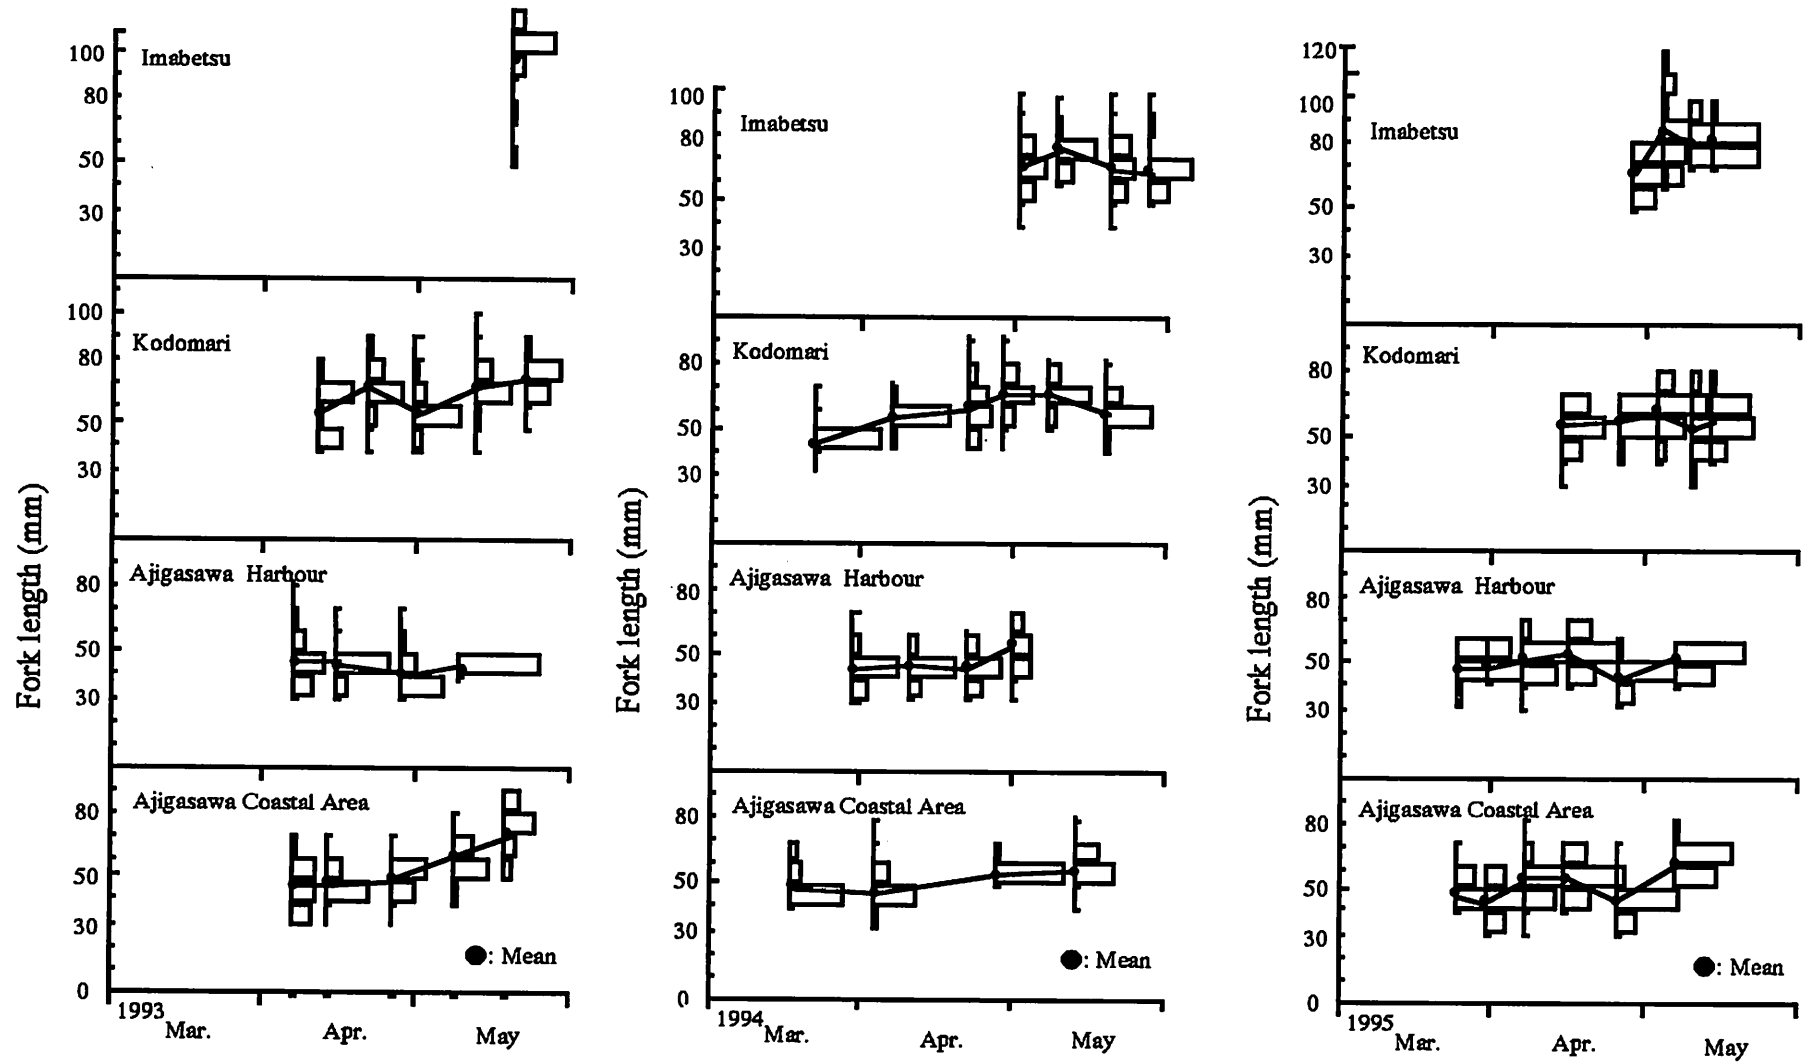 100
Imabetsu
80
50
30
100
Kodomari
80
50
40
30
Fork length (mm)
Ajigasawa Harbour
80
50
30
Ajigasawa Coastal Area
80
50
30
●: Mean
0
1993
Mar.
Apr.
May
100
Imabetsu
80
50
30
Kodomari
80
50
30
Fork length (mm)
Ajigasawa Harbour
80
50
30
Ajigasawa Coastal Area
80
50
30
●: Mean
0
1994
Mar.
Apr.
May
120
100
Imabetsu
80
50
30
Kodomari
80
50
30
Fork length (mm)
Ajigasawa Harbour
80
50
30
Ajigasawa Coastal Area
80
50
30
●: Mean
0
1995
Mar.
Apr.
May